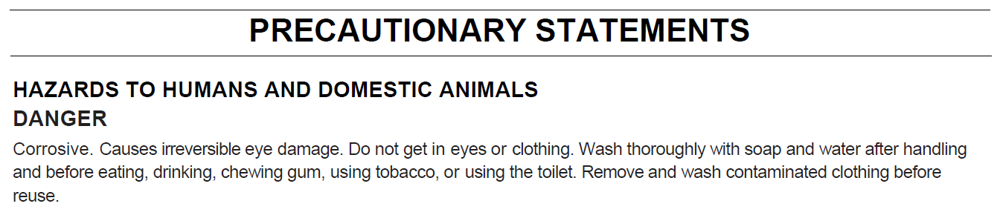 PRECAUTIONARY STATEMENTS
HAZARDS TO HUMANS AND DOMESTIC ANIMALS
DANGER
Corrosive. Causes irreversible eye damage. Do not get in eyes or clothing. Wash thoroughly with soap and water after handling
and before eating, drinking, chewing gum, using tobacco, or using the toilet. Remove and wash contaminated clothing before
reuse.